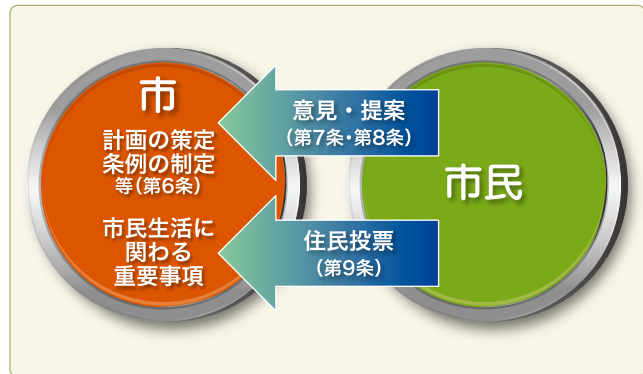 市
計画の策定
条例の制定
等(第6条)
市民生活に
関わる
重要事項
意見・提案
(第7条・第8条)
住民投票
(第9条)
市民